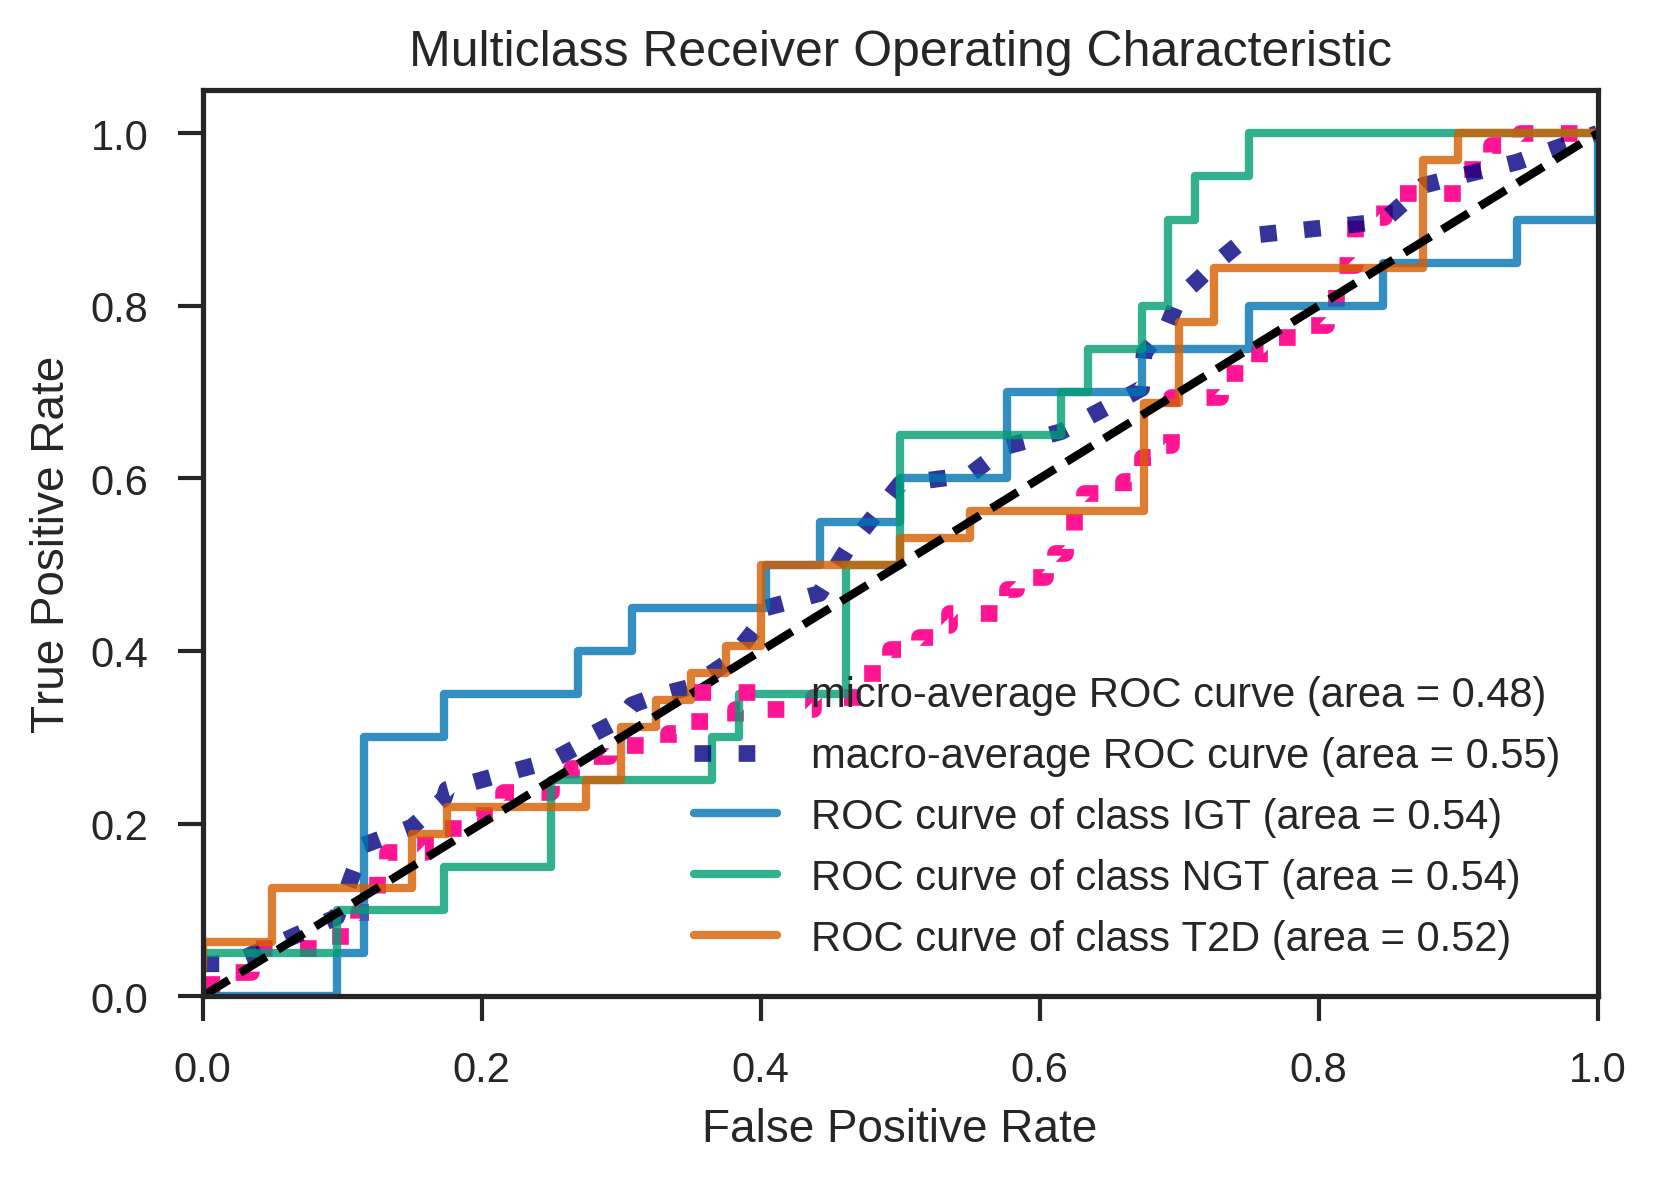 Multiclass Receiver Operating Characteristic
True Positive Rate
1.0
0.8
0.6
0.4
0.2
0.0
micro-average ROC curve (area = 0.48)
macro-average ROC curve (area = 0.55)
ROC curve of class IGT (area = 0.54)
ROC curve of class NGT (area = 0.54)
ROC curve of class T2D (area = 0.52)
0.0 0.2 0.4 0.6 0.8 1.0
False Positive Rate